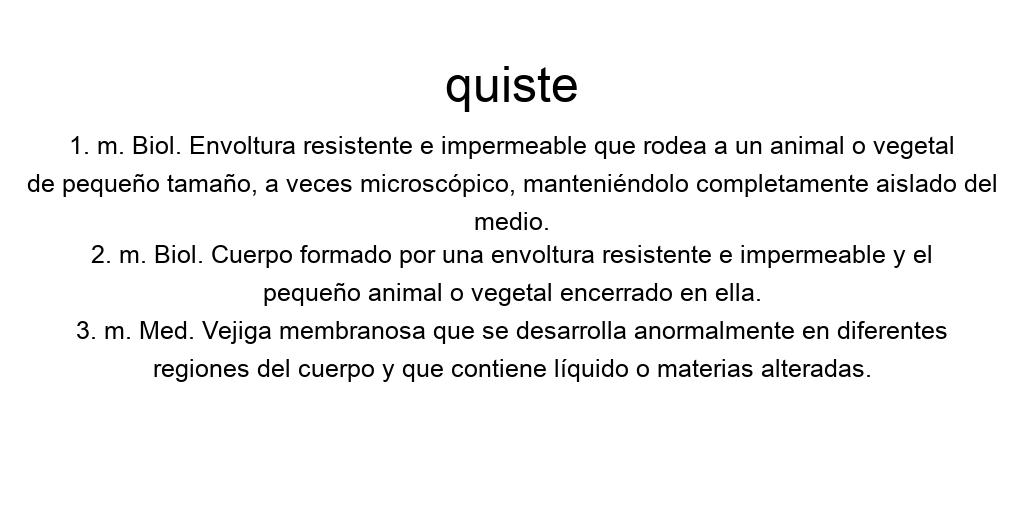 quiste
1. m. Biol. Envoltura resistente e impermeable que rodea a un animal o vegetal
de pequeño tamaño, a veces microscópico, manteniéndolo completamente aislado del
medio.
2. m. Biol. Cuerpo formado por una envoltura resistente e impermeable y el
pequeño animal o vegetal encerrado en ella.
3. m. Med. Vejiga membranosa que se desarrolla anormalmente en diferentes
regiones del cuerpo y que contiene líquido o materias alteradas.